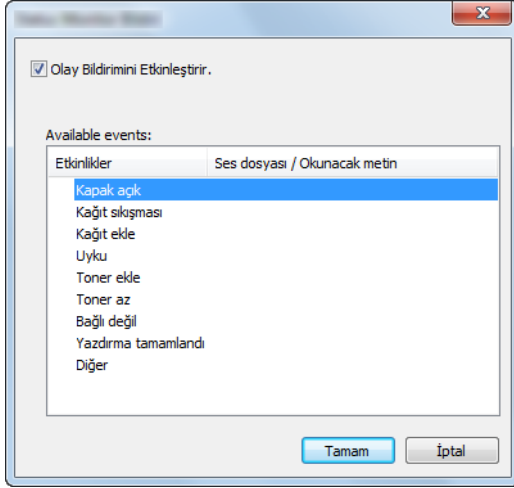 Olay Bildirimini Etkinleştirir.
Available events:
Etkinlikler Ses dosyası / Okunacak metin
Kapak açık
Kağıt sıkışması
Kağıt ekle
Uyku
Toner ekle
Toner az
Bağlı değil
Yazdırma tamamlandı
Diğer
Tamam İptal